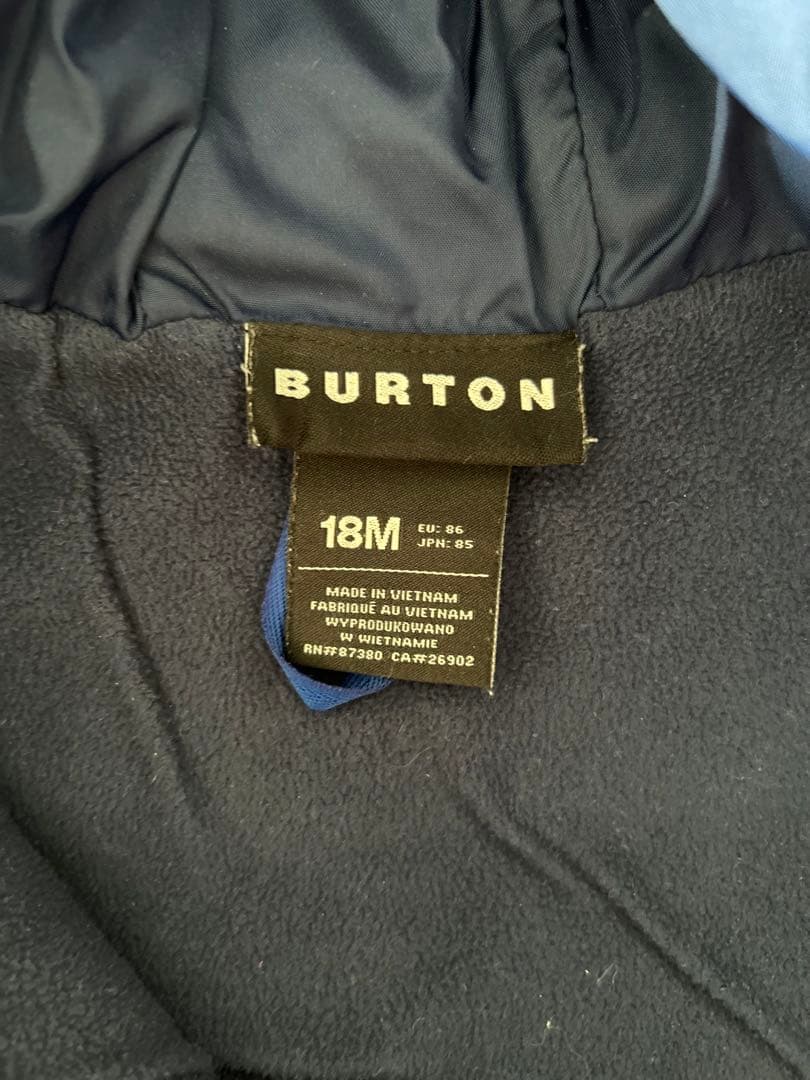 BURTON
18M
EU: 86
JPN: 85
MADE IN VIETNAM
FABRIQUÉ AU VIETNAM
WYPRODUKOWANO
W WIETNAMIE
RN#87380 CA#26902